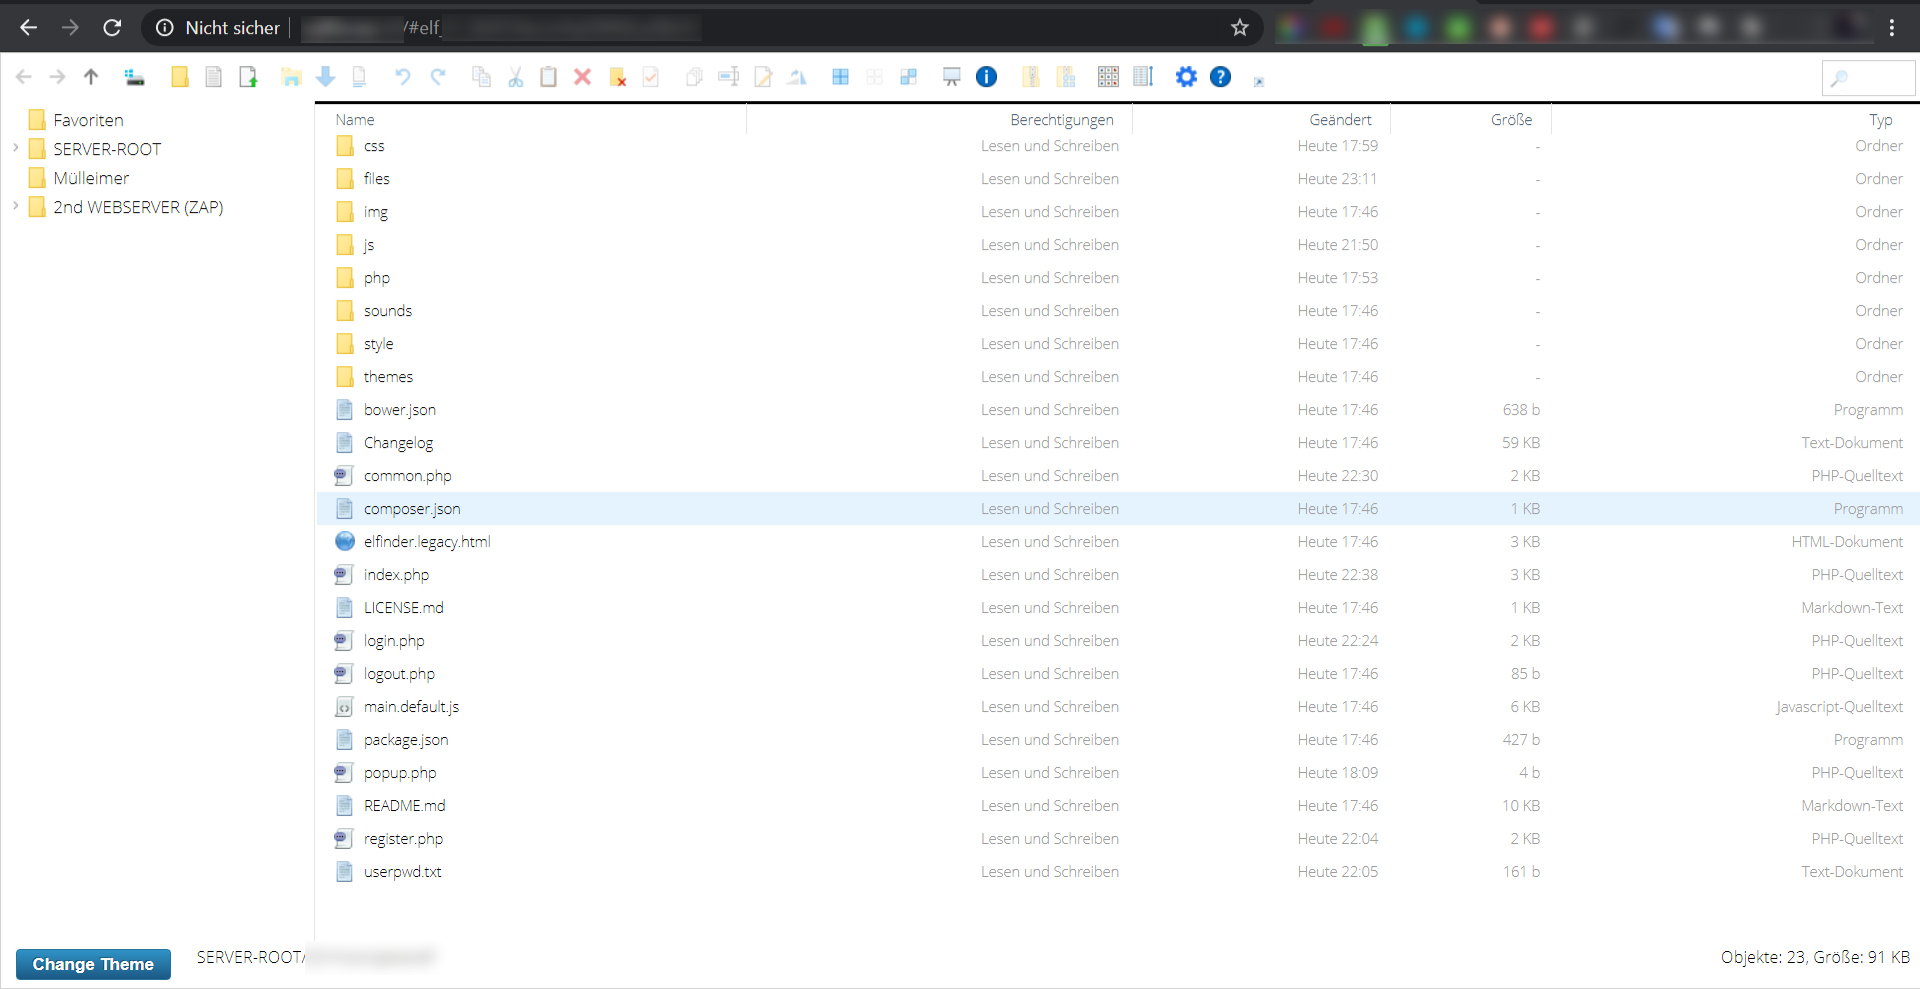 Nicht sicher /#elf_
Favoriten
SERVER-ROOT
Mülleimer
2nd WEBSERVER (ZAP)
Name Berechtigungen Geändert Größe Typ
css Lesen und Schreiben Heute 17:59 - Ordner
files Lesen und Schreiben Heute 23:11 - Ordner
img Lesen und Schreiben Heute 17:46 - Ordner
js Lesen und Schreiben Heute 21:50 - Ordner
php Lesen und Schreiben Heute 17:53 - Ordner
sounds Lesen und Schreiben Heute 17:46 - Ordner
style Lesen und Schreiben Heute 17:46 - Ordner
themes Lesen und Schreiben Heute 17:46 - Ordner
bower.json Lesen und Schreiben Heute 17:46 638 b Programm
Changelog Lesen und Schreiben Heute 17:46 59 KB Text-Dokument
common.php Lesen und Schreiben Heute 22:30 2 KB PHP-Quelltext
composer.json Lesen und Schreiben Heute 17:46 1 KB Programm
elfinder.legacy.html Lesen und Schreiben Heute 17:46 3 KB HTML-Dokument
index.php Lesen und Schreiben Heute 22:38 3 KB PHP-Quelltext
LICENSE.md Lesen und Schreiben Heute 17:46 1 KB Markdown-Text
login.php Lesen und Schreiben Heute 22:24 2 KB PHP-Quelltext
logout.php Lesen und Schreiben Heute 17:46 85 b PHP-Quelltext
main.default.js Lesen und Schreiben Heute 17:46 6 KB Javascript-Quelltext
package.json Lesen und Schreiben Heute 17:46 427 b Programm
popup.php Lesen und Schreiben Heute 18:09 4 b PHP-Quelltext
README.md Lesen und Schreiben Heute 17:46 10 KB Markdown-Text
register.php Lesen und Schreiben Heute 22:04 2 KB PHP-Quelltext
userpwd.txt Lesen und Schreiben Heute 22:05 161 b Text-Dokument
Change Theme SERVER-ROOT/ Objekte: 23, Größe: 91 KB